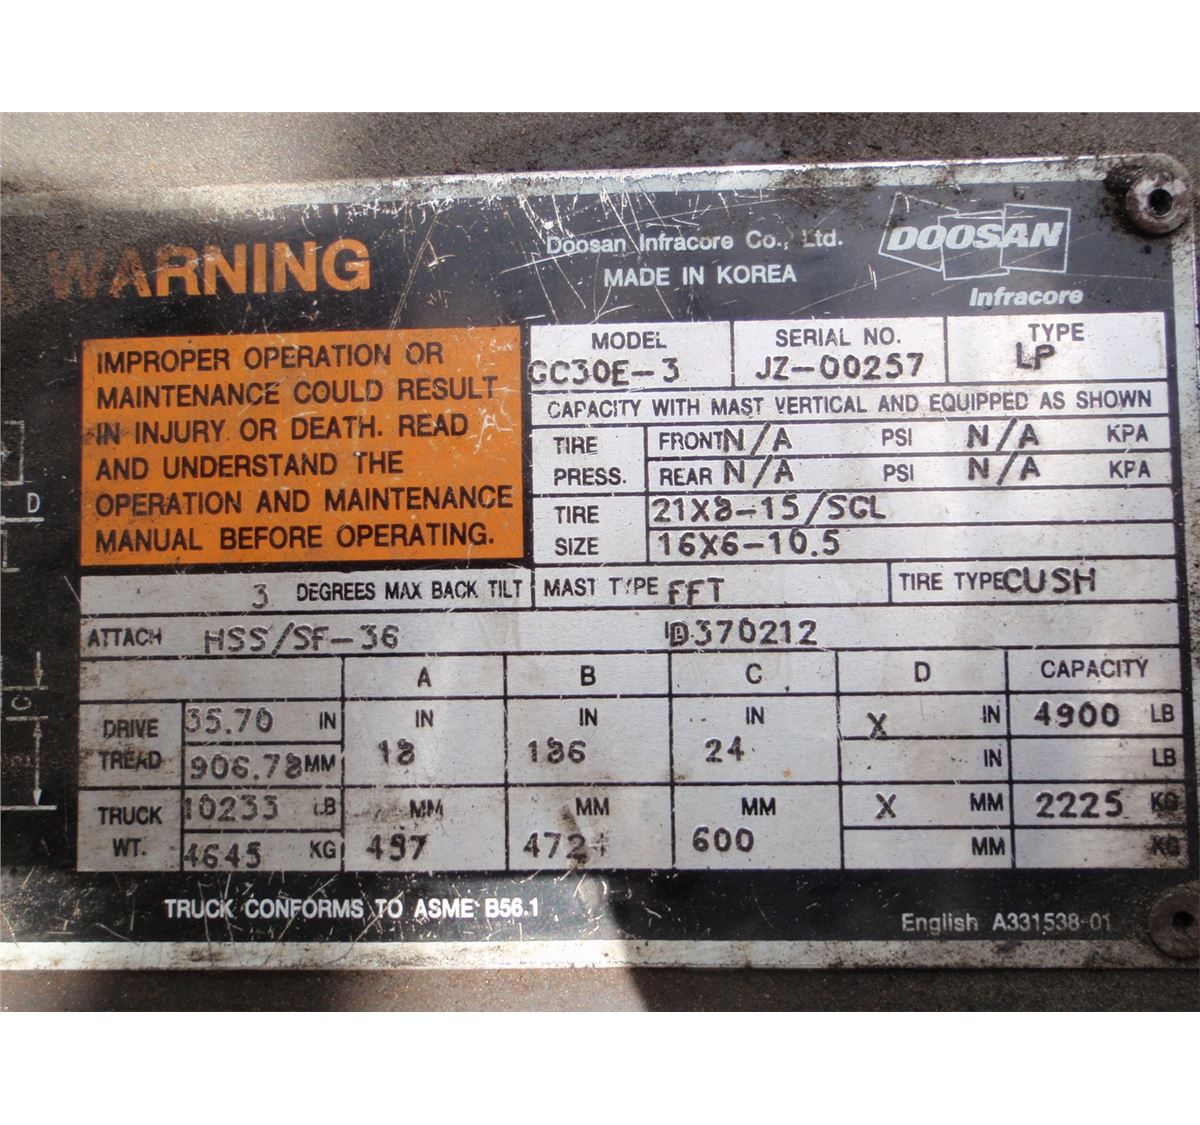 WARNING
Doosan Infracore Co., Ltd.
MADE IN KOREA
DOOSAN
Infracore
IMPROPER OPERATION OR
MAINTENANCE COULD RESULT
IN INJURY OR DEATH. READ
AND UNDERSTAND THE
OPERATION AND MAINTENANCE
MANUAL BEFORE OPERATING.
MODEL SERIAL NO. TYPE
GC30E-3 JZ-00257 LP
CAPACITY WITH MAST VERTICAL AND EQUIPPED AS SHOWN
TIRE PRESS. FRONT N/A PSI N/A KPA
REAR N/A PSI N/A KPA
TIRE SIZE 21X8-15/SGL
16X6-10.5
3 DEGREES MAX BACK TILT MAST TYPE FFT TIRE TYPE CUSH
ATTACH HSS/SF-36 ID370212
A B C D CAPACITY
DRIVE TREAD 35.70 IN IN IN IN X IN 4900 LB
906.78 MM 18 186 24 IN LB
TRUCK WT. 10233 LB MM MM MM X MM 2225 KG
4645 KG 457 4724 600 MM KG
TRUCK CONFORMS TO ASME B56.1
English A331538-01
D
C